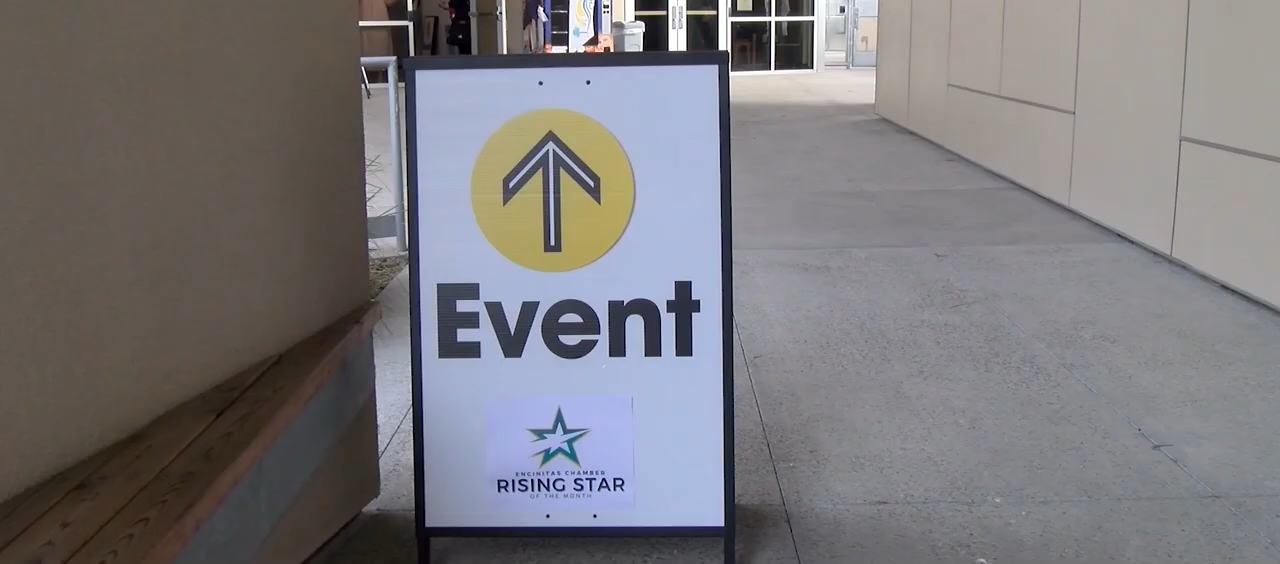 Event
ENCINITAS CHAMBER
RISING STAR
OF THE MONTH